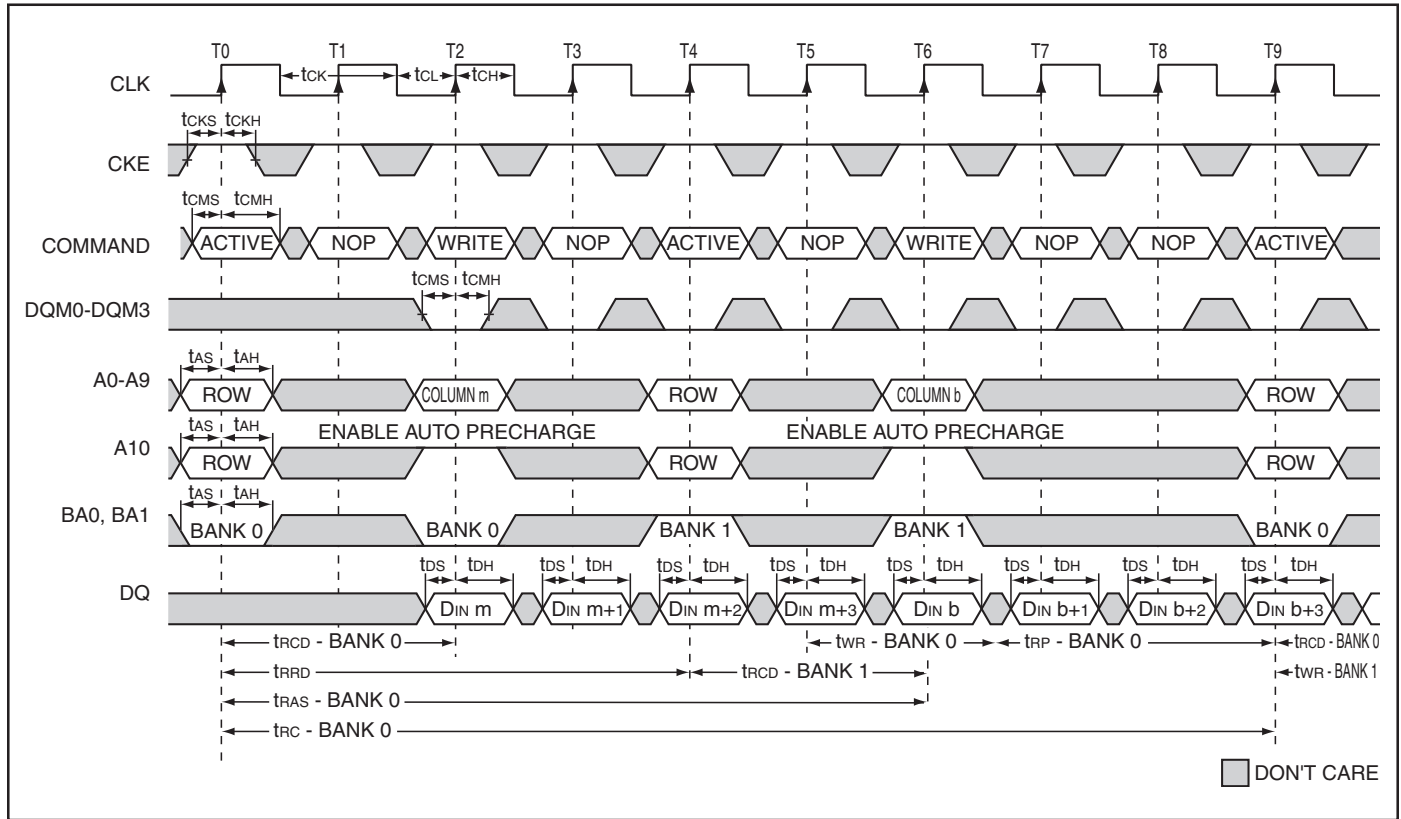 T0 T1 T2 T3 T4 T5 T6 T7 T8 T9
CLK tCK tCL tCH
tCKS tCKH
CKE
tCMS tCMH
COMMAND ACTIVE NOP WRITE NOP ACTIVE NOP WRITE NOP NOP ACTIVE
tCMS tCMH
DQM0-DQM3
tAS tAH
A0-A9 ROW COLUMN m ROW COLUMN b ROW
tAS tAH ENABLE AUTO PRECHARGE ENABLE AUTO PRECHARGE
A10 ROW ROW ROW
tAS tAH
BA0, BA1 BANK 0 BANK 0 BANK 1 BANK 1 BANK 0
tDS tDH tDS tDH tDS tDH tDS tDH tDS tDH tDS tDH tDS tDH tDS tDH
DQ DIN m DIN m+1 DIN m+2 DIN m+3 DIN b DIN b+1 DIN b+2 DIN b+3
tRCD - BANK 0 tWR - BANK 0 tRP - BANK 0 tRCD - BANK 0
tRRD tRCD - BANK 1 tWR - BANK 1
tRAS - BANK 0
tRC - BANK 0
DON'T CARE